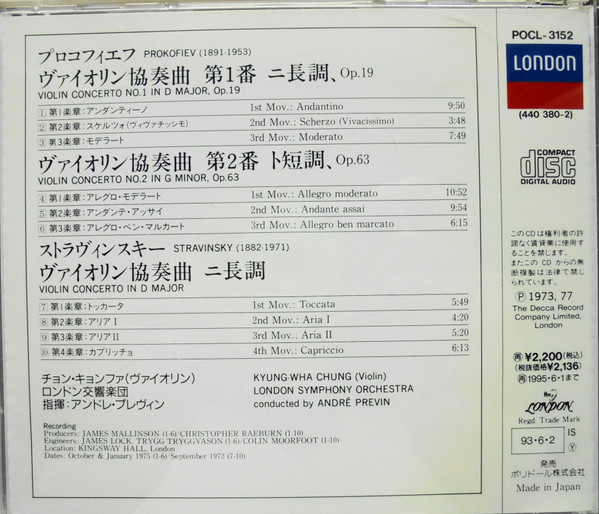 プロコフィエフ PROKOFIEV (1891-1953)
ヴァイオリン協奏曲 第1番 ニ長調、Op.19
VIOLIN CONCERTO NO.1 IN D MAJOR, Op.19
1 第1楽章：アンダンティーノ 1st Mov.: Andantino 9:50
2 第2楽章：スケルツォ(ヴィヴァチッシモ) 2nd Mov.: Scherzo (Vivacissimo) 3:48
3 第3楽章：モデラート 3rd Mov.: Moderato 7:49
ヴァイオリン協奏曲 第2番 ト短調、Op.63
VIOLIN CONCERTO NO.2 IN G MINOR, Op.63
4 第1楽章：アレグロ・モデラート 1st Mov.: Allegro moderato 10:52
5 第2楽章：アンダンテ・アッサイ 2nd Mov.: Andante assai 9:54
6 第3楽章：アレグロ・ベン・マルカート 3rd Mov.: Allegro ben marcato 6:15
ストラヴィンスキー STRAVINSKY (1882-1971)
ヴァイオリン協奏曲 ニ長調
VIOLIN CONCERTO IN D MAJOR
7 第1楽章：トッカータ 1st Mov.: Toccata 5:49
8 第2楽章：アリアⅠ 2nd Mov.: Aria I 4:20
9 第3楽章：アリアⅡ 3rd Mov.: Aria II 5:20
10 第4楽章：カプリッチョ 4th Mov.: Capriccio 6:13
チョン・キョンファ(ヴァイオリン) KYUNG-WHA CHUNG (Violin)
ロンドン交響楽団 LONDON SYMPHONY ORCHESTRA
指揮：アンドレ・プレヴィン conducted by ANDRÉ PREVIN
Recording
Producers: JAMES MALLINSON (1-6)/CHRISTOPHER RAEBURN (1-10)
Engineers: JAMES LOCK, TRYGG TRYGGVASON (1-6)/COLIN MOORFOOT (1-10)
Location: KINGSWAY HALL, London
Dates: October & January 1975 (1-6)/September 1972 (7-10)
POCL-3152
LONDON
(440 380-2)
COMPACT
disc
DIGITAL AUDIO
このCDは権利者の許
諾なく賃貸業に使用す
ることを禁じます。
またこの CD からの無
断複製は法律で禁じ
られています。
Ⓟ 1973, 77
The Decca Record
Company Limited,
London
再 ¥2,200(税込)
(税抜価格 ¥2,136)
再 1995・6・1まで
LONDON
Regd Trade Mark
93・6・2
IS
Y
発売
ポリドール株式会社
Made in Japan